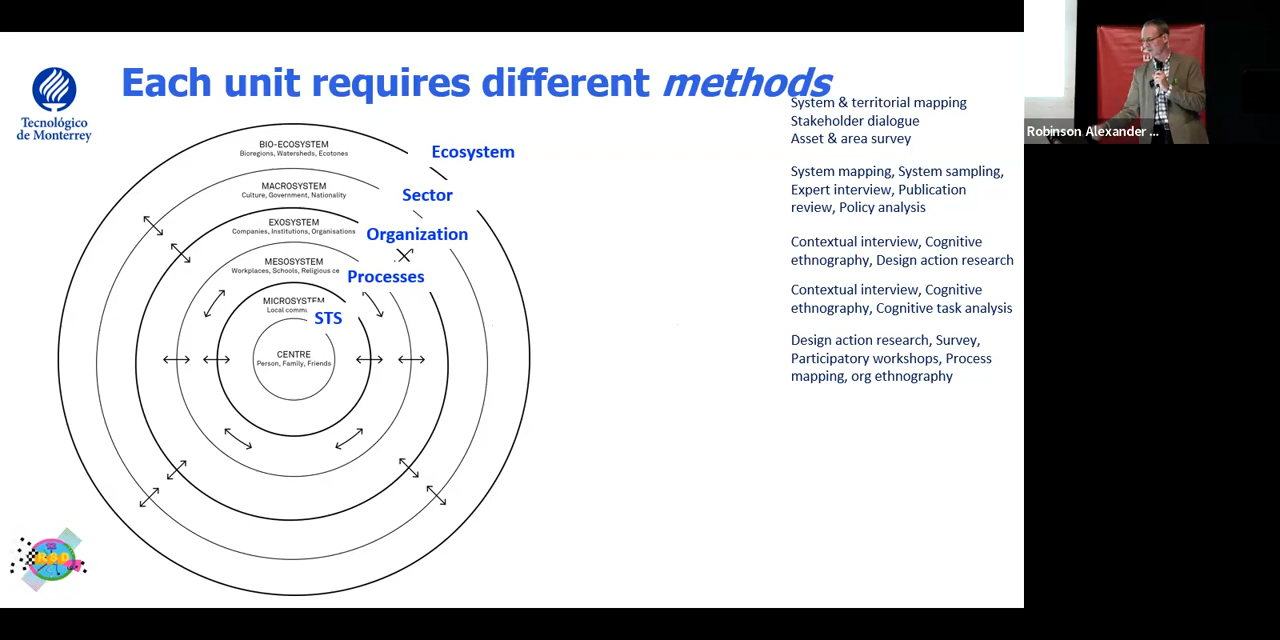 Each unit requires different methods
Tecnológico
de Monterrey
BIO-ECOSYSTEM
Bioregions, Watersheds, Ecotones
Ecosystem
MACROSYSTEM
Culture, Government, Nationality
Sector
EXOSYSTEM
Companies, Institutions, Organisations
Organization
MESOSYSTEM
Workplaces, Schools, Religious ce
Processes
MICROSYSTEM
Local commu
STS
CENTRE
Person, Family, Friends
System & territorial mapping
Stakeholder dialogue
Asset & area survey
System mapping, System sampling,
Expert interview, Publication
review, Policy analysis
Contextual interview, Cognitive
ethnography, Design action research
Contextual interview, Cognitive
ethnography, Cognitive task analysis
Design action research, Survey,
Participatory workshops, Process
mapping, org ethnography
RSD
Robinson Alexander ...